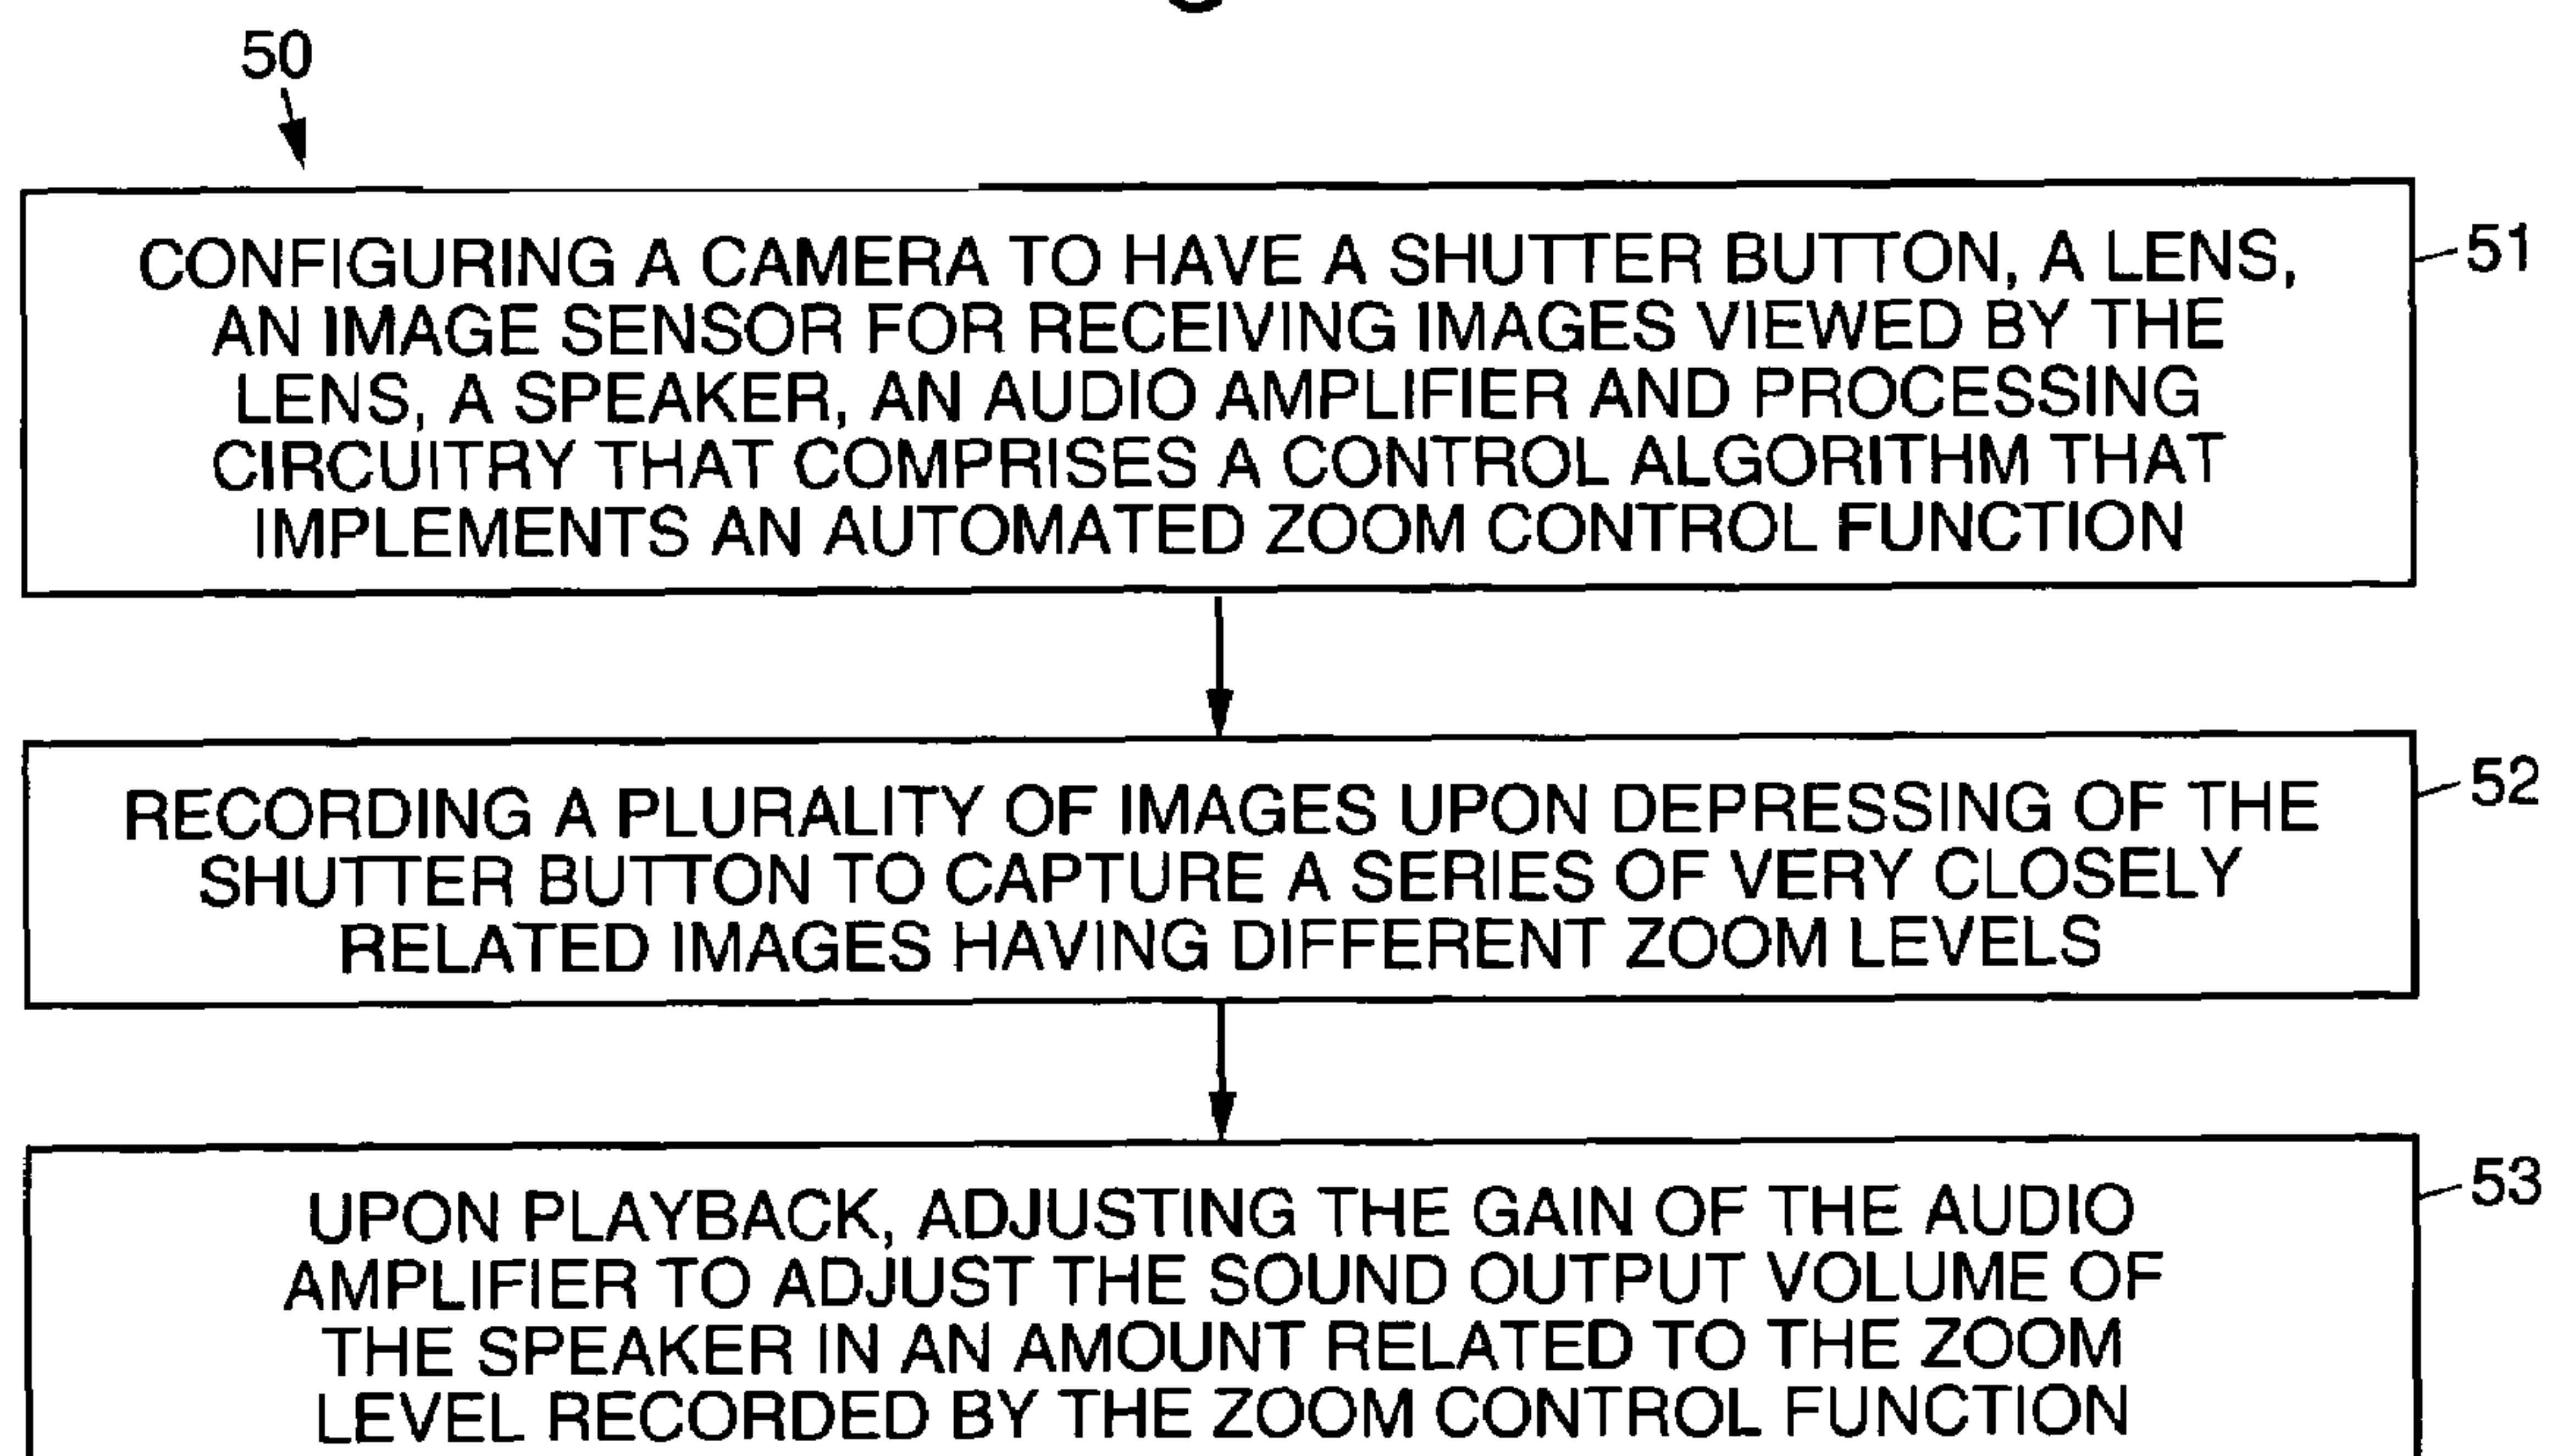 50
CONFIGURING A CAMERA TO HAVE A SHUTTER BUTTON, A LENS,
AN IMAGE SENSOR FOR RECEIVING IMAGES VIEWED BY THE
LENS, A SPEAKER, AN AUDIO AMPLIFIER AND PROCESSING
CIRCUITRY THAT COMPRISES A CONTROL ALGORITHM THAT
IMPLEMENTS AN AUTOMATED ZOOM CONTROL FUNCTION
51
RECORDING A PLURALITY OF IMAGES UPON DEPRESSING OF THE
SHUTTER BUTTON TO CAPTURE A SERIES OF VERY CLOSELY
RELATED IMAGES HAVING DIFFERENT ZOOM LEVELS
52
UPON PLAYBACK, ADJUSTING THE GAIN OF THE AUDIO
AMPLIFIER TO ADJUST THE SOUND OUTPUT VOLUME OF
THE SPEAKER IN AN AMOUNT RELATED TO THE ZOOM
LEVEL RECORDED BY THE ZOOM CONTROL FUNCTION
53